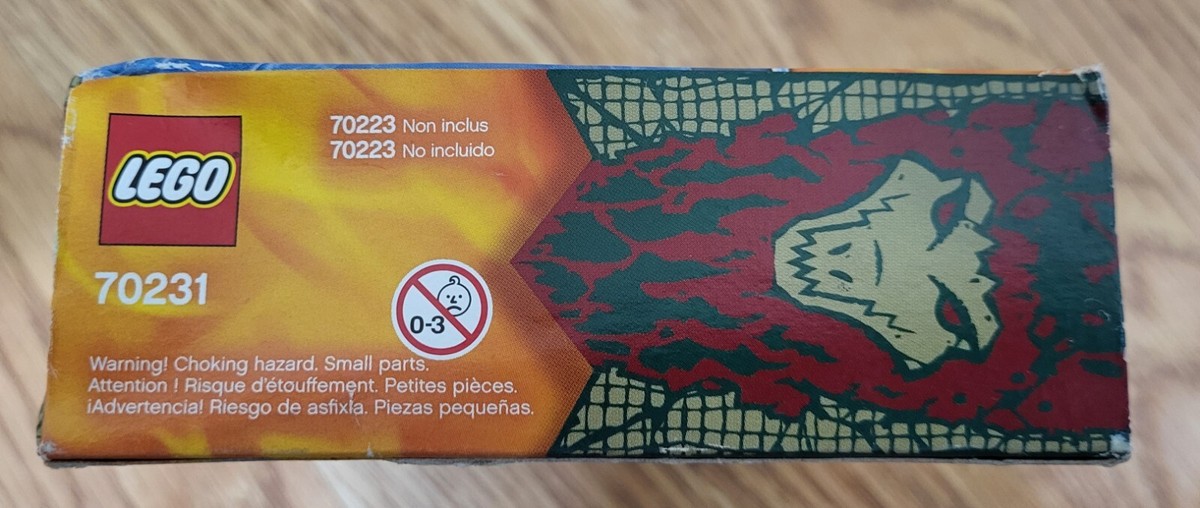 LEGO
70223 Non inclus
70223 No incluido
70231
0-3
Warning! Choking hazard. Small parts.
Attention ! Risque d'étouffement. Petites pièces.
¡Advertencia! Riesgo de asfixia. Piezas pequeñas.